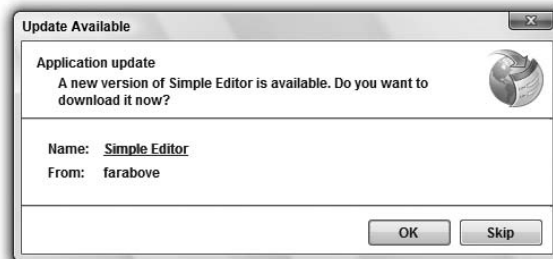 Update Available
Application update
A new version of Simple Editor is available. Do you want to
download it now?
Name: Simple Editor
From: farabove
OK Skip